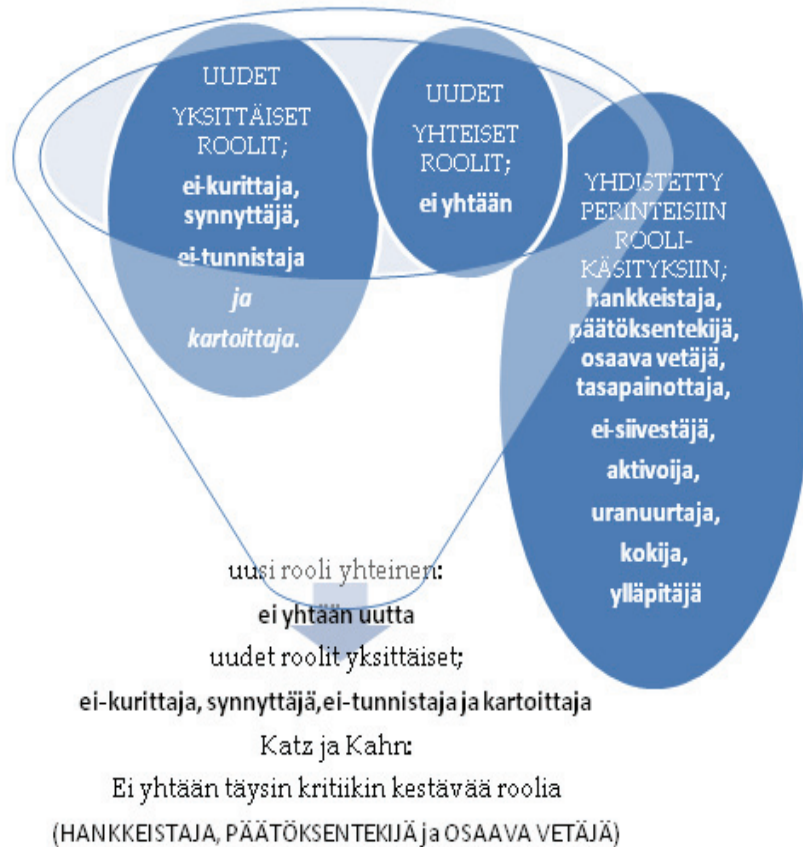 UUDET
YKSITTÄISET
ROOLIT;
ei-kurittaja,
synnyttäjä,
ei-tunnistaja
ja
kartoittaja.
UUDET
YHTEISET
ROOLIT;
ei yhtään
YHDISTETTY
PERINTEISIIN
ROOLI-
KÄSITYKSIIN;
hankkeistaja,
päätöksentekijä,
osaava vetäjä,
tasapainottaja,
ei-siivestäjä,
aktivoija,
uranuurtaja,
kokija,
ylläpitäjä
uusi rooli yhteinen:
ei yhtään uutta
uudet roolit yksittäiset;
ei-kurittaja, synnyttäjä,ei-tunnistaja ja kartoittaja
Katz ja Kahn:
Ei yhtään täysin kritiikin kestävää roolia
(HANKKEISTAJA, PÄÄTÖKSENTEKIJÄ ja OSAAVA VETÄJÄ)